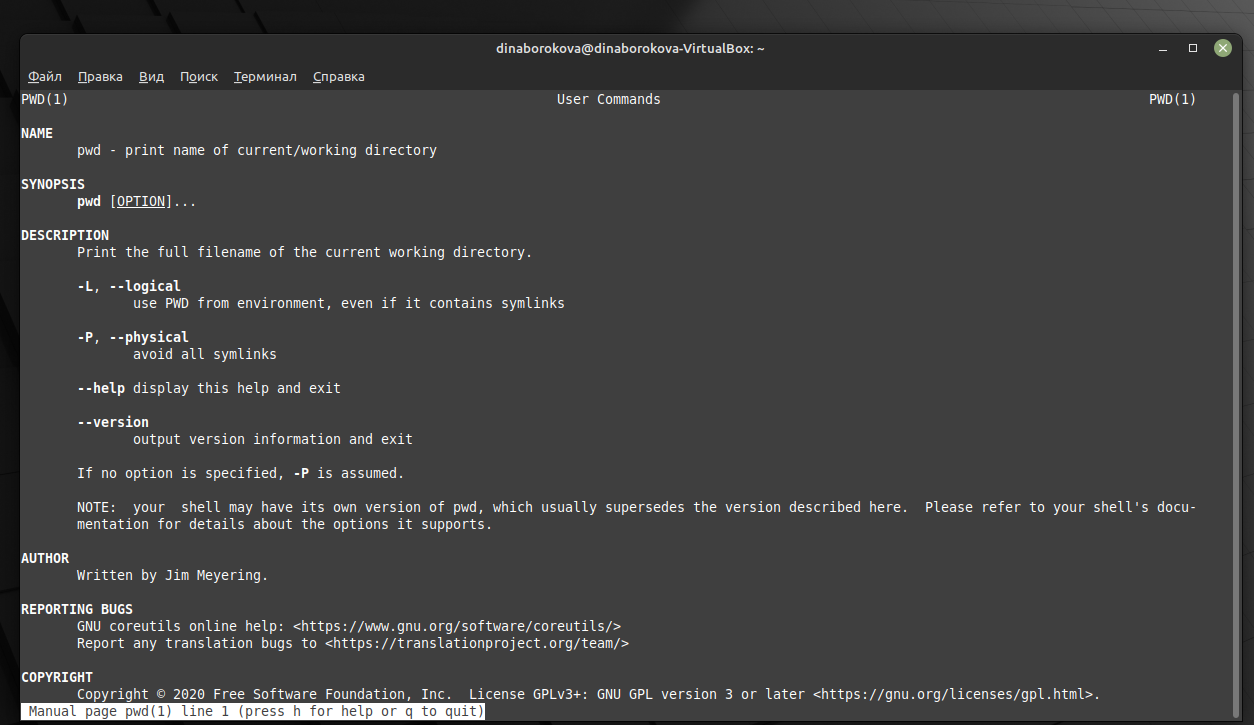 dinaborokova@dinaborokova-VirtualBox: ~
Файл Правка Вид Поиск Терминал Справка
PWD(1) User Commands PWD(1)
NAME
pwd - print name of current/working directory
SYNOPSIS
pwd [OPTION]...
DESCRIPTION
Print the full filename of the current working directory.
-L, --logical
use PWD from environment, even if it contains symlinks
-P, --physical
avoid all symlinks
--help display this help and exit
--version
output version information and exit
If no option is specified, -P is assumed.
NOTE:  your  shell may have its own version of pwd, which usually supersedes the version described here.  Please refer to your shell's docu-
mentation for details about the options it supports.
AUTHOR
Written by Jim Meyering.
REPORTING BUGS
GNU coreutils online help: <https://www.gnu.org/software/coreutils/>
Report any translation bugs to <https://translationproject.org/team/>
COPYRIGHT
Copyright © 2020 Free Software Foundation, Inc.  License GPLv3+: GNU GPL version 3 or later <https://gnu.org/licenses/gpl.html>.
Manual page pwd(1) line 1 (press h for help or q to quit)